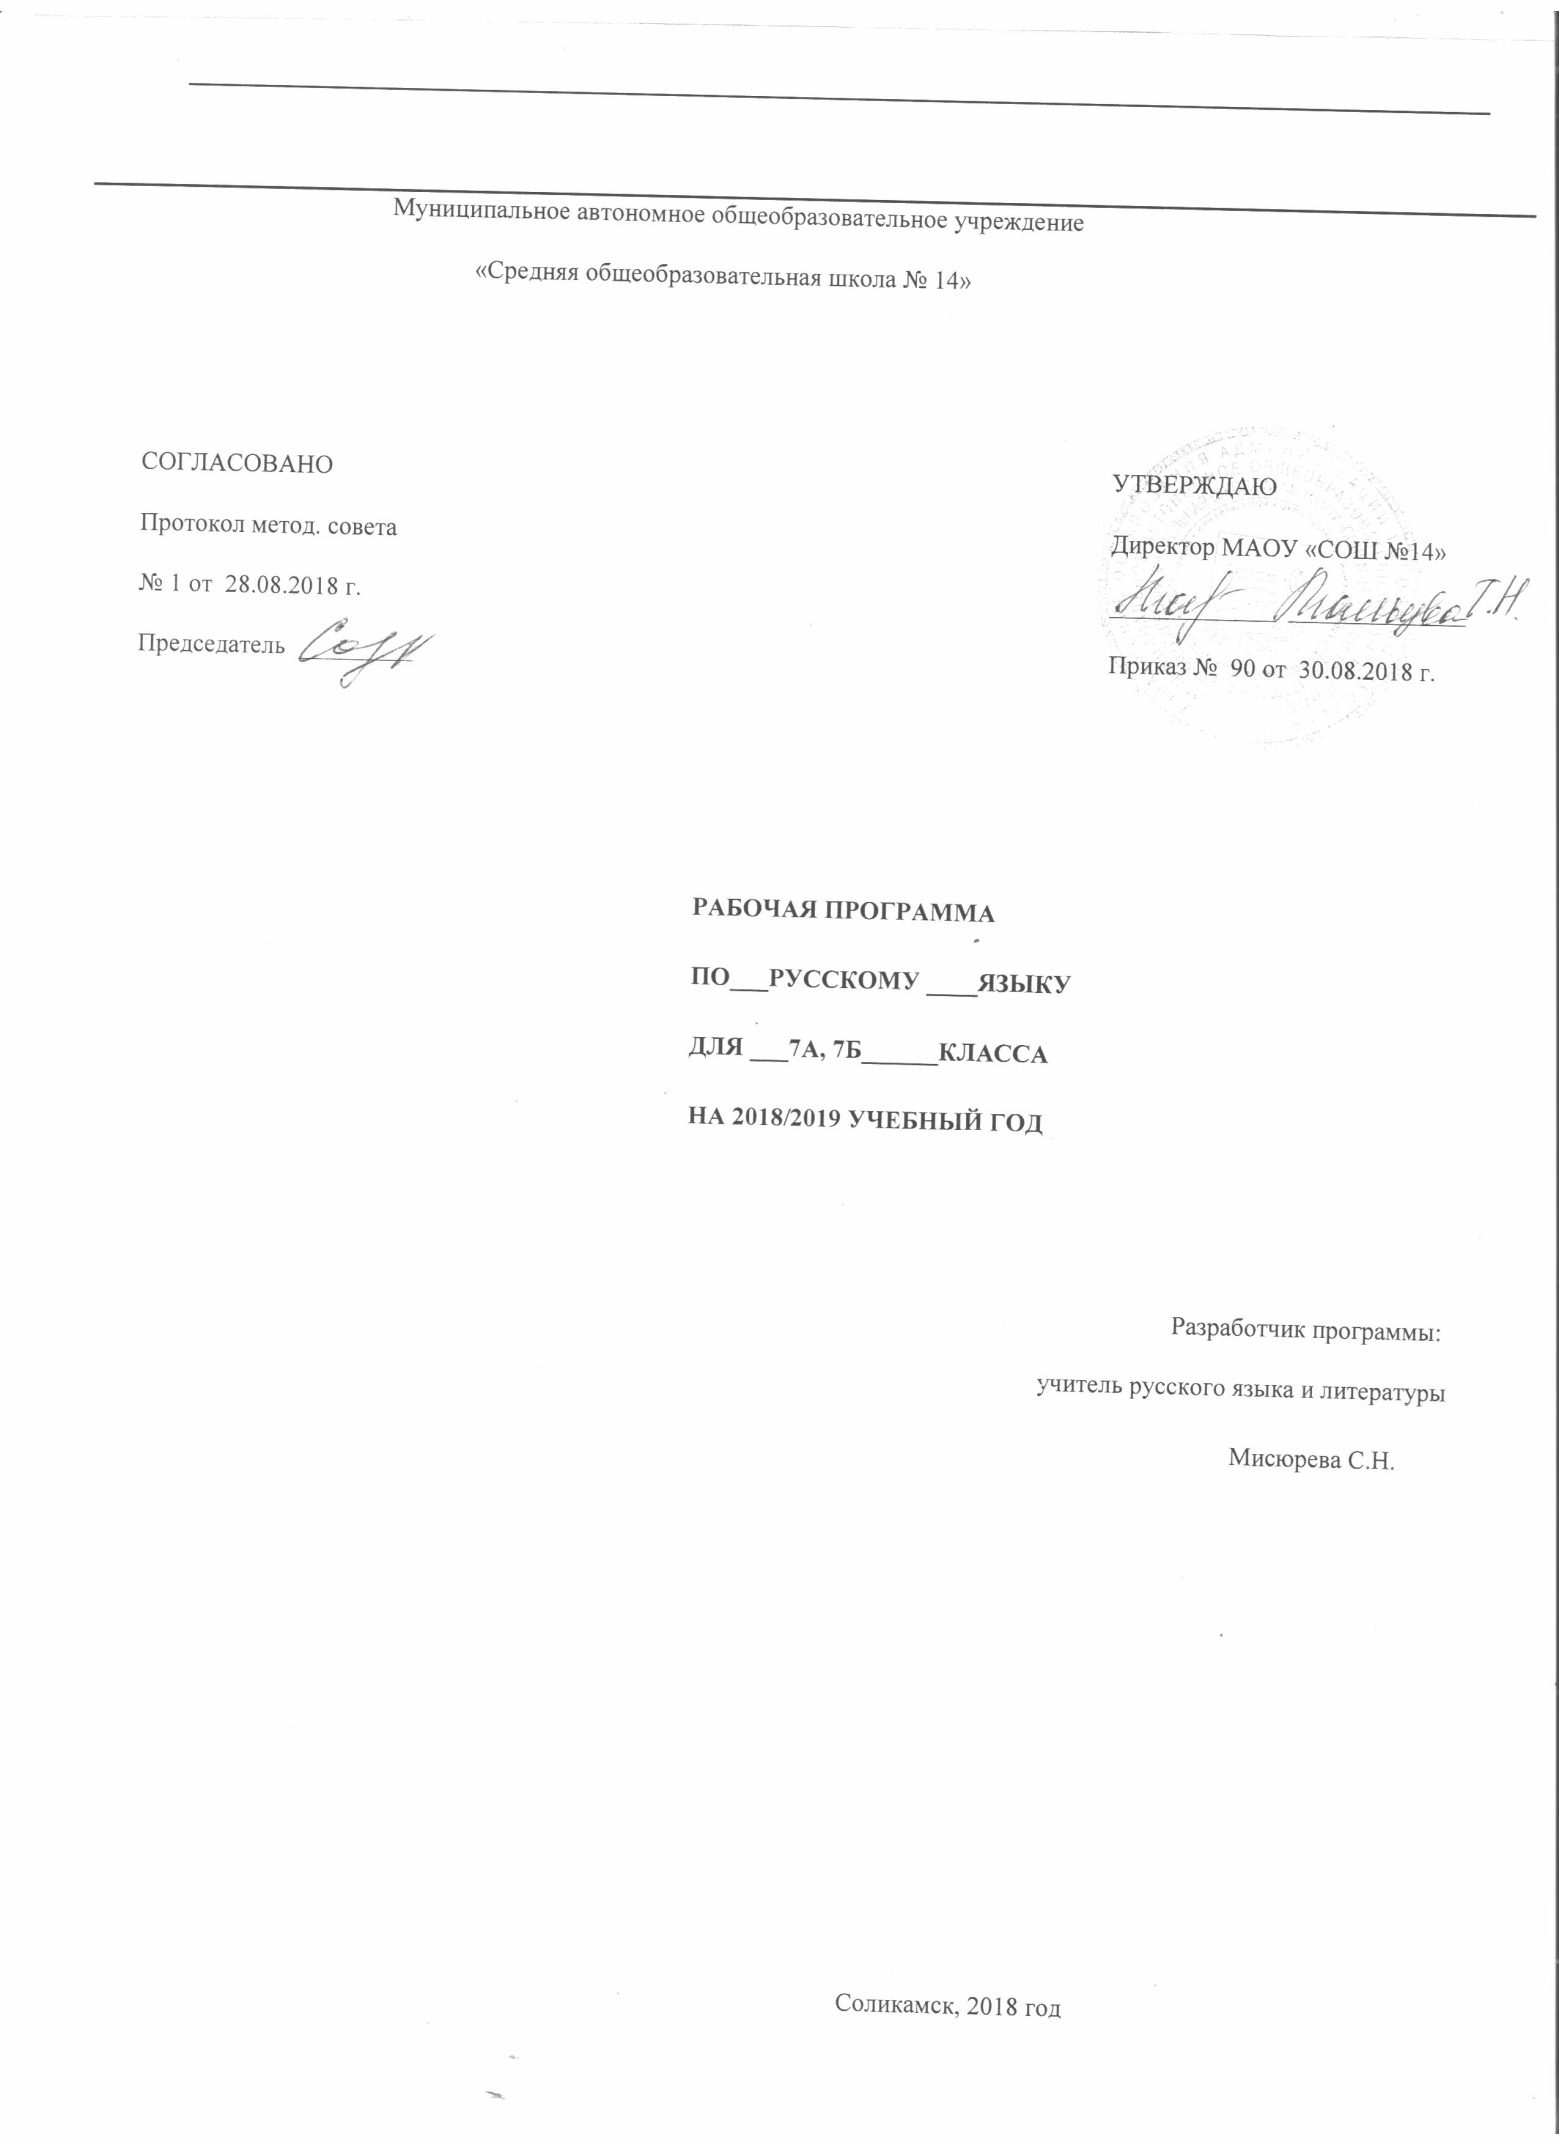 Муниципальное автономное общеобразовательное учреждение
«Средняя общеобразовательная школа № 14»
СОГЛАСОВАНО
Протокол метод. совета
№ 1 от 28.08.2018 г.
Председатель
УТВЕРЖДАЮ
Директор МАОУ «СОШ №14»
Т.Н.
Приказ № 90 от 30.08.2018 г.
РАБОЧАЯ ПРОГРАММА
ПО___РУССКОМУ ____ЯЗЫКУ
ДЛЯ ___7А, 7Б______КЛАССА
НА 2018/2019 УЧЕБНЫЙ ГОД
Разработчик программы:
учитель русского языка и литературы
Мисюрева С.Н.
Соликамск, 2018 год